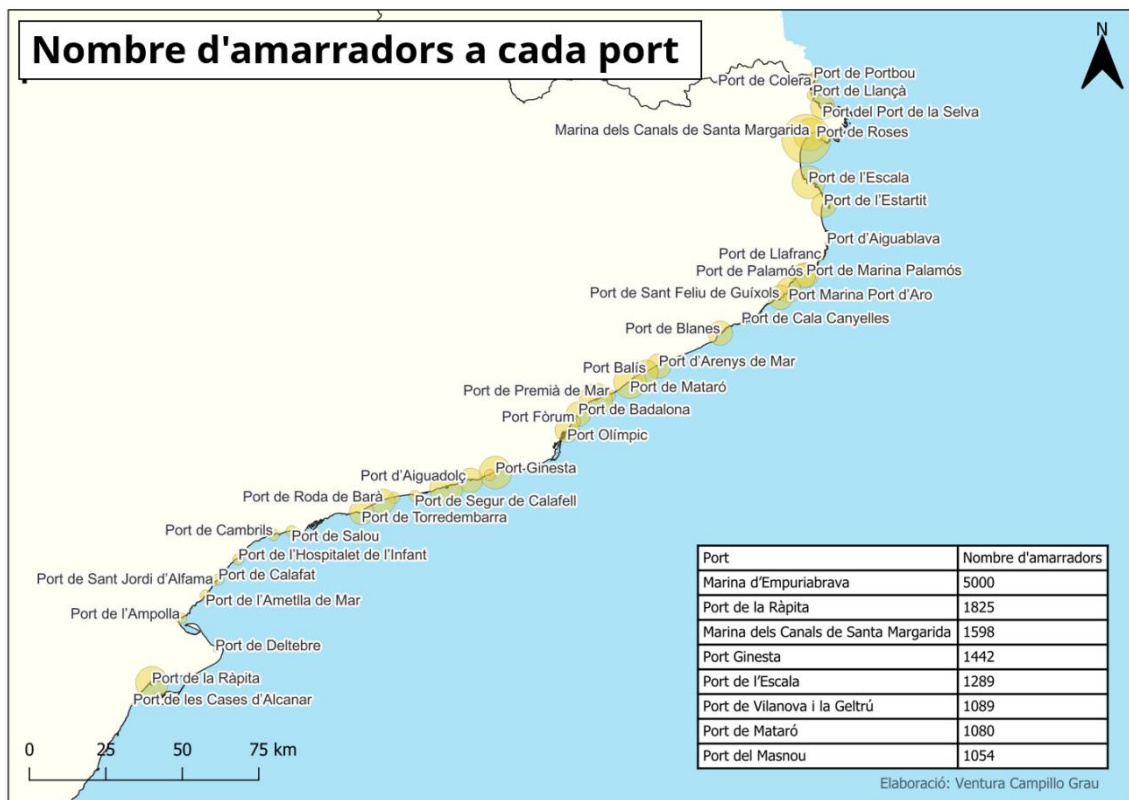 Nombre d'amarradors a cada port
N
Port de Portbou
Port de Colera
Port de Llançà
Port del Port de la Selva
Marina dels Canals de Santa Margarida
Port de Roses
Port de l'Escala
Port de l'Estartit
Port d'Aiguablava
Port de Llafranc
Port de Palamós
Port de Marina Palamós
Port de Sant Feliu de Guíxols
Port Marina Port d'Aro
Port de Cala Canyelles
Port de Blanes
Port d'Arenys de Mar
Port Balís
Port de Mataró
Port de Premià de Mar
Port de Badalona
Port Fòrum
Port Olímpic
Port Ginesta
Port d'Aiguadolç
Port de Roda de Barà
Port de Segur de Calafell
Port de Torredembarra
Port de Cambrils
Port de Salou
Port de l'Hospitalet de l'Infant
Port de Sant Jordi d'Alfama
Port de Calafat
Port de l'Ametlla de Mar
Port de l'Ampolla
Port de Deltebre
Port de la Ràpita
Port de les Cases d'Alcanar
0 25 50 75 km
Port Nombre d'amarradors
Marina d'Empuriabrava 5000
Port de la Ràpita 1825
Marina dels Canals de Santa Margarida 1598
Port Ginesta 1442
Port de l'Escala 1289
Port de Vilanova i la Geltrú 1089
Port de Mataró 1080
Port del Masnou 1054
Elaboració: Ventura Campillo Grau